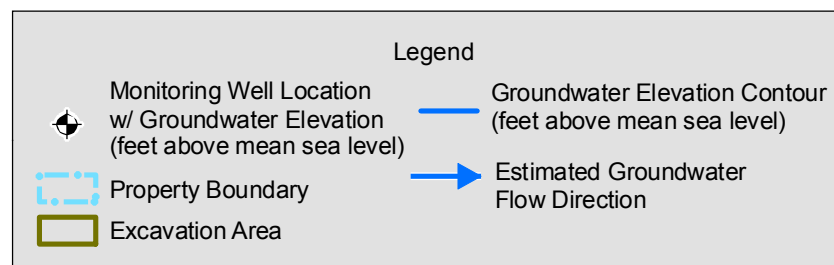 Legend
Monitoring Well Location
w/ Groundwater Elevation
(feet above mean sea level)
Property Boundary
Excavation Area
Groundwater Elevation Contour
(feet above mean sea level)
Estimated Groundwater
Flow Direction